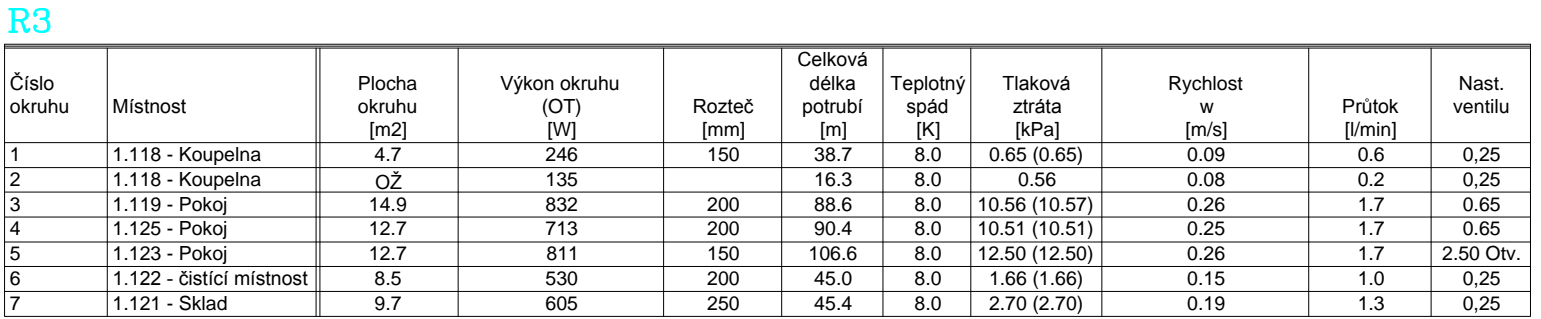 R3
Číslo okruhu | Místnost | Plocha okruhu [m2] | Výkon okruhu (OT) [W] | Rozteč [mm] | Celková délka potrubí [m] | Teplotný spád [K] | Tlaková ztráta [kPa] | Rychlost w [m/s] | Průtok [l/min] | Nast. ventilu
1 | 1.118 - Koupelna | 4.7 | 246 | 150 | 38.7 | 8.0 | 0.65 (0.65) | 0.09 | 0.6 | 0,25
2 | 1.118 - Koupelna | OŽ | 135 | | 16.3 | 8.0 | 0.56 | 0.08 | 0.2 | 0,25
3 | 1.119 - Pokoj | 14.9 | 832 | 200 | 88.6 | 8.0 | 10.56 (10.57) | 0.26 | 1.7 | 0.65
4 | 1.125 - Pokoj | 12.7 | 713 | 200 | 90.4 | 8.0 | 10.51 (10.51) | 0.25 | 1.7 | 0.65
5 | 1.123 - Pokoj | 12.7 | 811 | 150 | 106.6 | 8.0 | 12.50 (12.50) | 0.26 | 1.7 | 2.50 Otv.
6 | 1.122 - čistící místnost | 8.5 | 530 | 200 | 45.0 | 8.0 | 1.66 (1.66) | 0.15 | 1.0 | 0,25
7 | 1.121 - Sklad | 9.7 | 605 | 250 | 45.4 | 8.0 | 2.70 (2.70) | 0.19 | 1.3 | 0,25